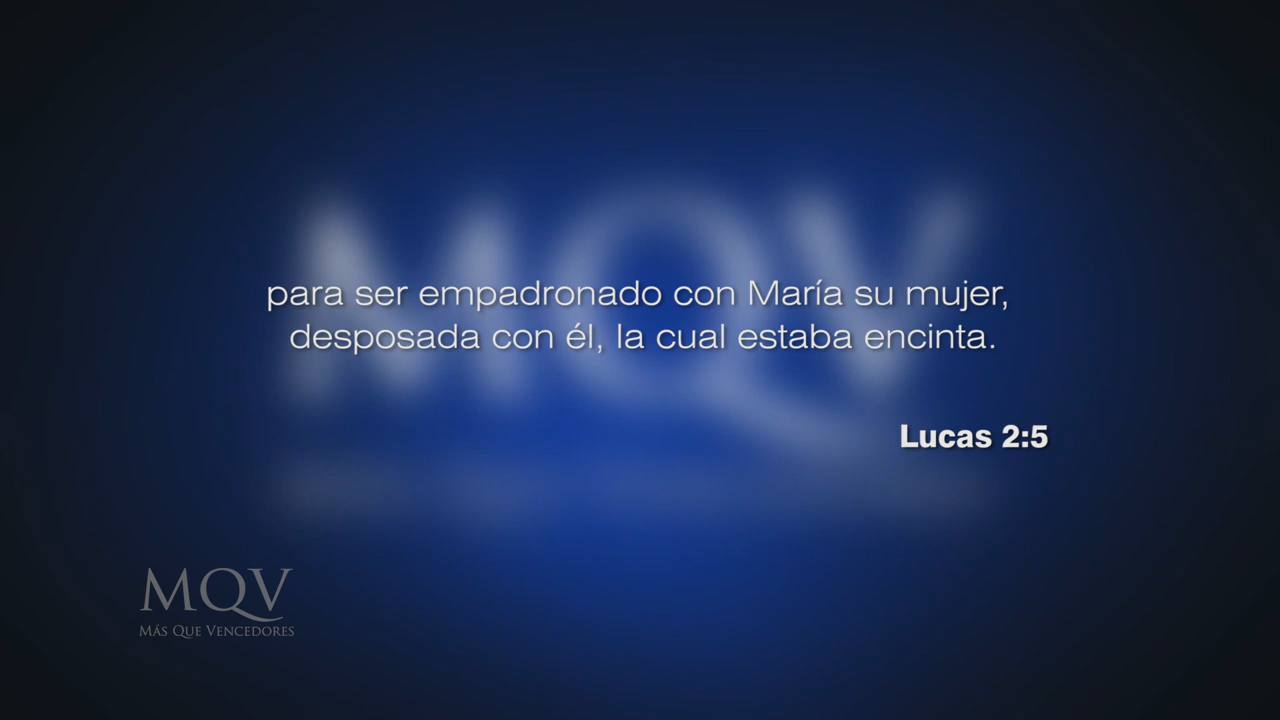 para ser empadronado con María su mujer,
desposada con él, la cual estaba encinta.
Lucas 2:5
MQV
MQV
MÁS QUE VENCEDORES